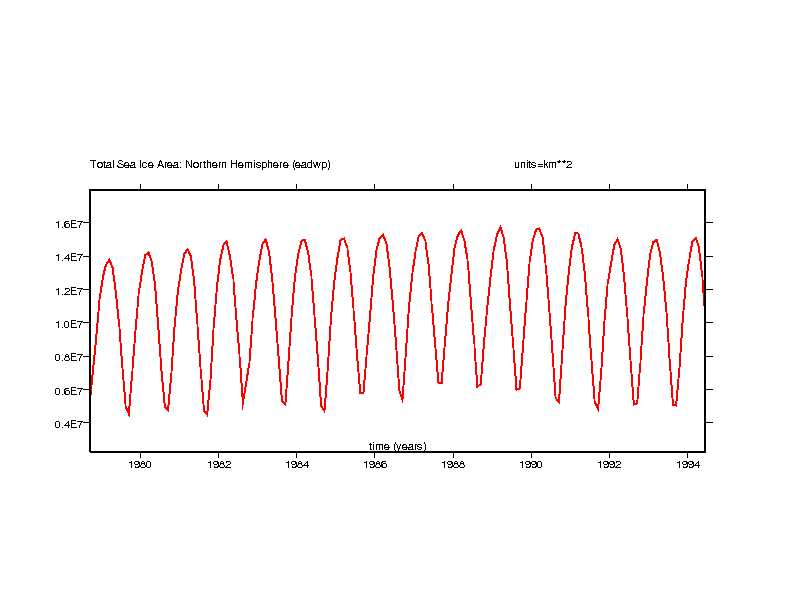 Total Sea Ice Area: Northern Hemisphere (eadwp) units=km**2
1.6E7
1.4E7
1.2E7
1.0E7
0.8E7
0.6E7
0.4E7
time (years)
1980 1982 1984 1986 1988 1990 1992 1994